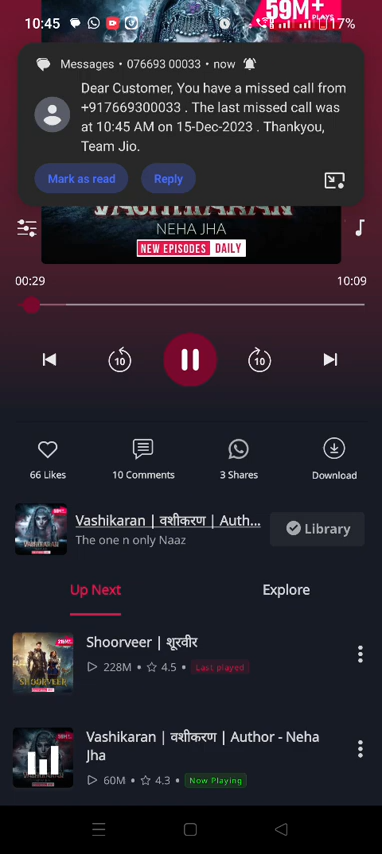 10:45
59M+
PLAYS
17%
Messages • 076693 00033 • now
Dear Customer, You have a missed call from
+917669300033 . The last missed call was
at 10:45 AM on 15-Dec-2023 . Thankyou,
Team Jio.
Mark as read
Reply
NEHA JHA
NEW EPISODES DAILY
00:29
10:09
10
10
66 Likes
10 Comments
3 Shares
Download
Vashikaran | वशीकरण | Auth...
The one n only Naaz
Library
Up Next
Explore
Shoorveer | शूरवीर
228M • 4.5 • Last played
SHOORVEER
Vashikaran | वशीकरण | Author - Neha
Jha
60M • 4.3 • Now Playing